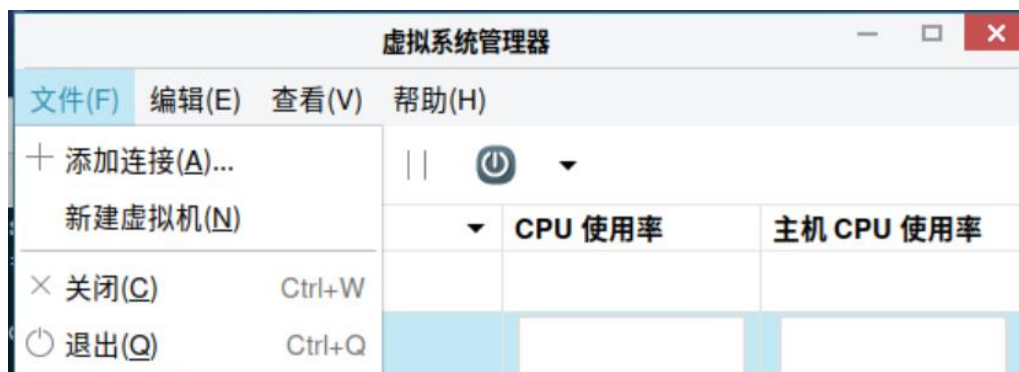 虚拟系统管理器
文件(F) 编辑(E) 查看(V) 帮助(H)
添加连接(A)...
新建虚拟机(N)
CPU 使用率 主机 CPU 使用率
关闭(C) Ctrl+W
退出(Q) Ctrl+Q